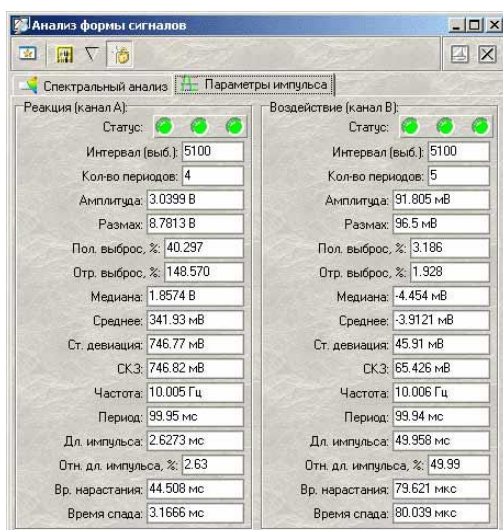 Анализ формы сигналов
Спектральный анализ
Параметры импульса
Реакция (канал A):
Статус:
Интервал (выб.): 5100
Кол-во периодов: 4
Амплитуда: 3.0399 В
Размах: 8.7813 В
Пол. выброс, %: 40.297
Отр. выброс, %: 148.570
Медиана: 1.8574 В
Среднее: 341.93 мВ
Ст. девиация: 746.77 мВ
СКЗ: 746.82 мВ
Частота: 10.005 Гц
Период: 99.95 мс
Дл. импульса: 2.6273 мс
Отн. дл. импульса, %: 2.63
Вр. нарастания: 44.508 мс
Время спада: 3.1666 мс
Воздействие (канал B):
Статус:
Интервал (выб.): 5100
Кол-во периодов: 5
Амплитуда: 91.805 мВ
Размах: 96.5 мВ
Пол. выброс, %: 3.186
Отр. выброс, %: 1.928
Медиана: -4.454 мВ
Среднее: -3.9121 мВ
Ст. девиация: 45.91 мВ
СКЗ: 65.426 мВ
Частота: 10.006 Гц
Период: 99.94 мс
Дл. импульса: 49.958 мс
Отн. дл. импульса, %: 49.99
Вр. нарастания: 79.621 мкс
Время спада: 80.039 мкс